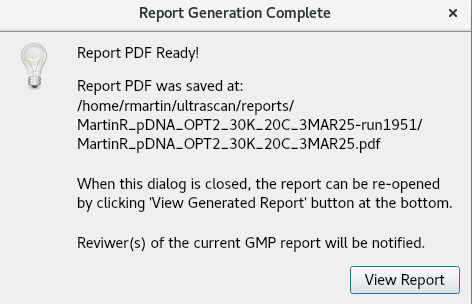 Report Generation Complete
×
Report PDF Ready!
Report PDF was saved at:
/home/rmartin/ultrascan/reports/
MartinR_pDNA_OPT2_30K_20C_3MAR25-run1951/
MartinR_pDNA_OPT2_30K_20C_3MAR25.pdf
When this dialog is closed, the report can be re-opened
by clicking 'View Generated Report' button at the bottom.
Reviwer(s) of the current GMP report will be notified.
View Report